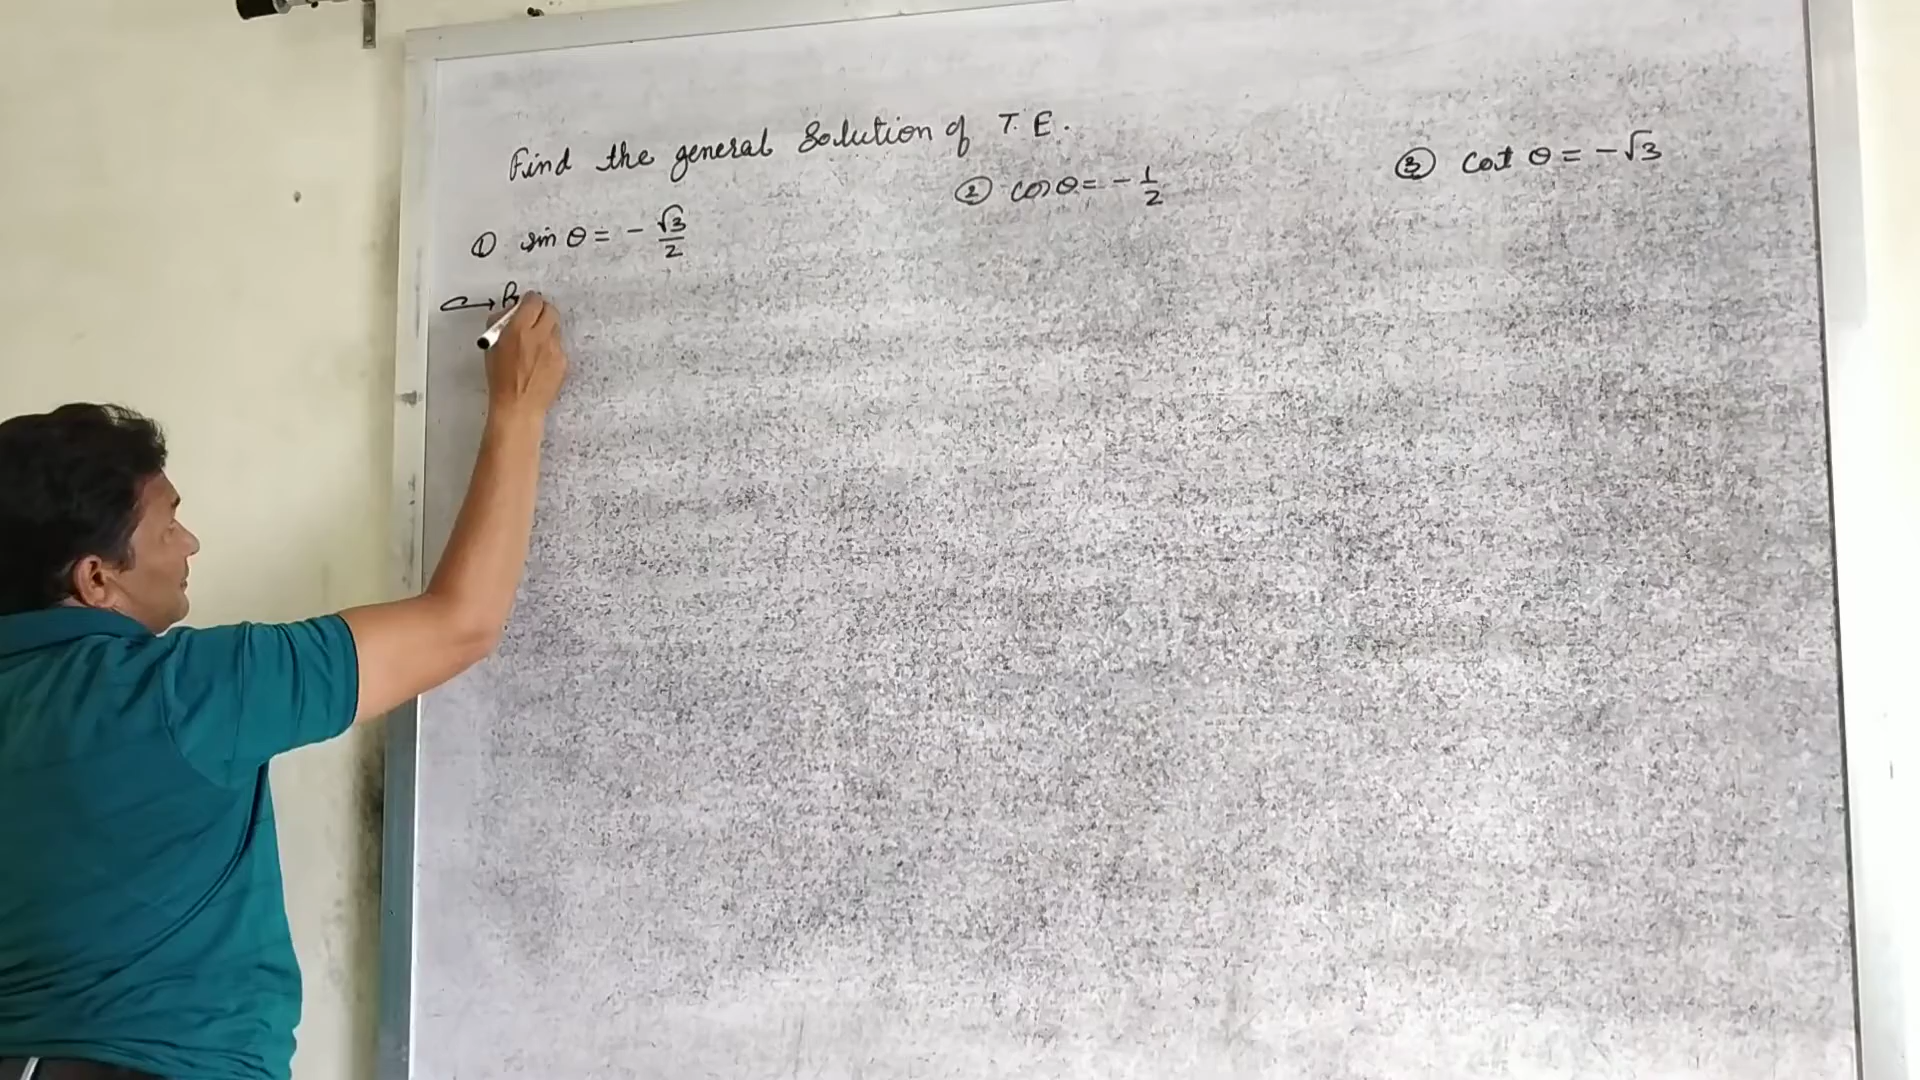 Find the general Solution of T. E.
① sin θ = - √3/2
② cos θ = - 1/2
③ cot θ = - √3